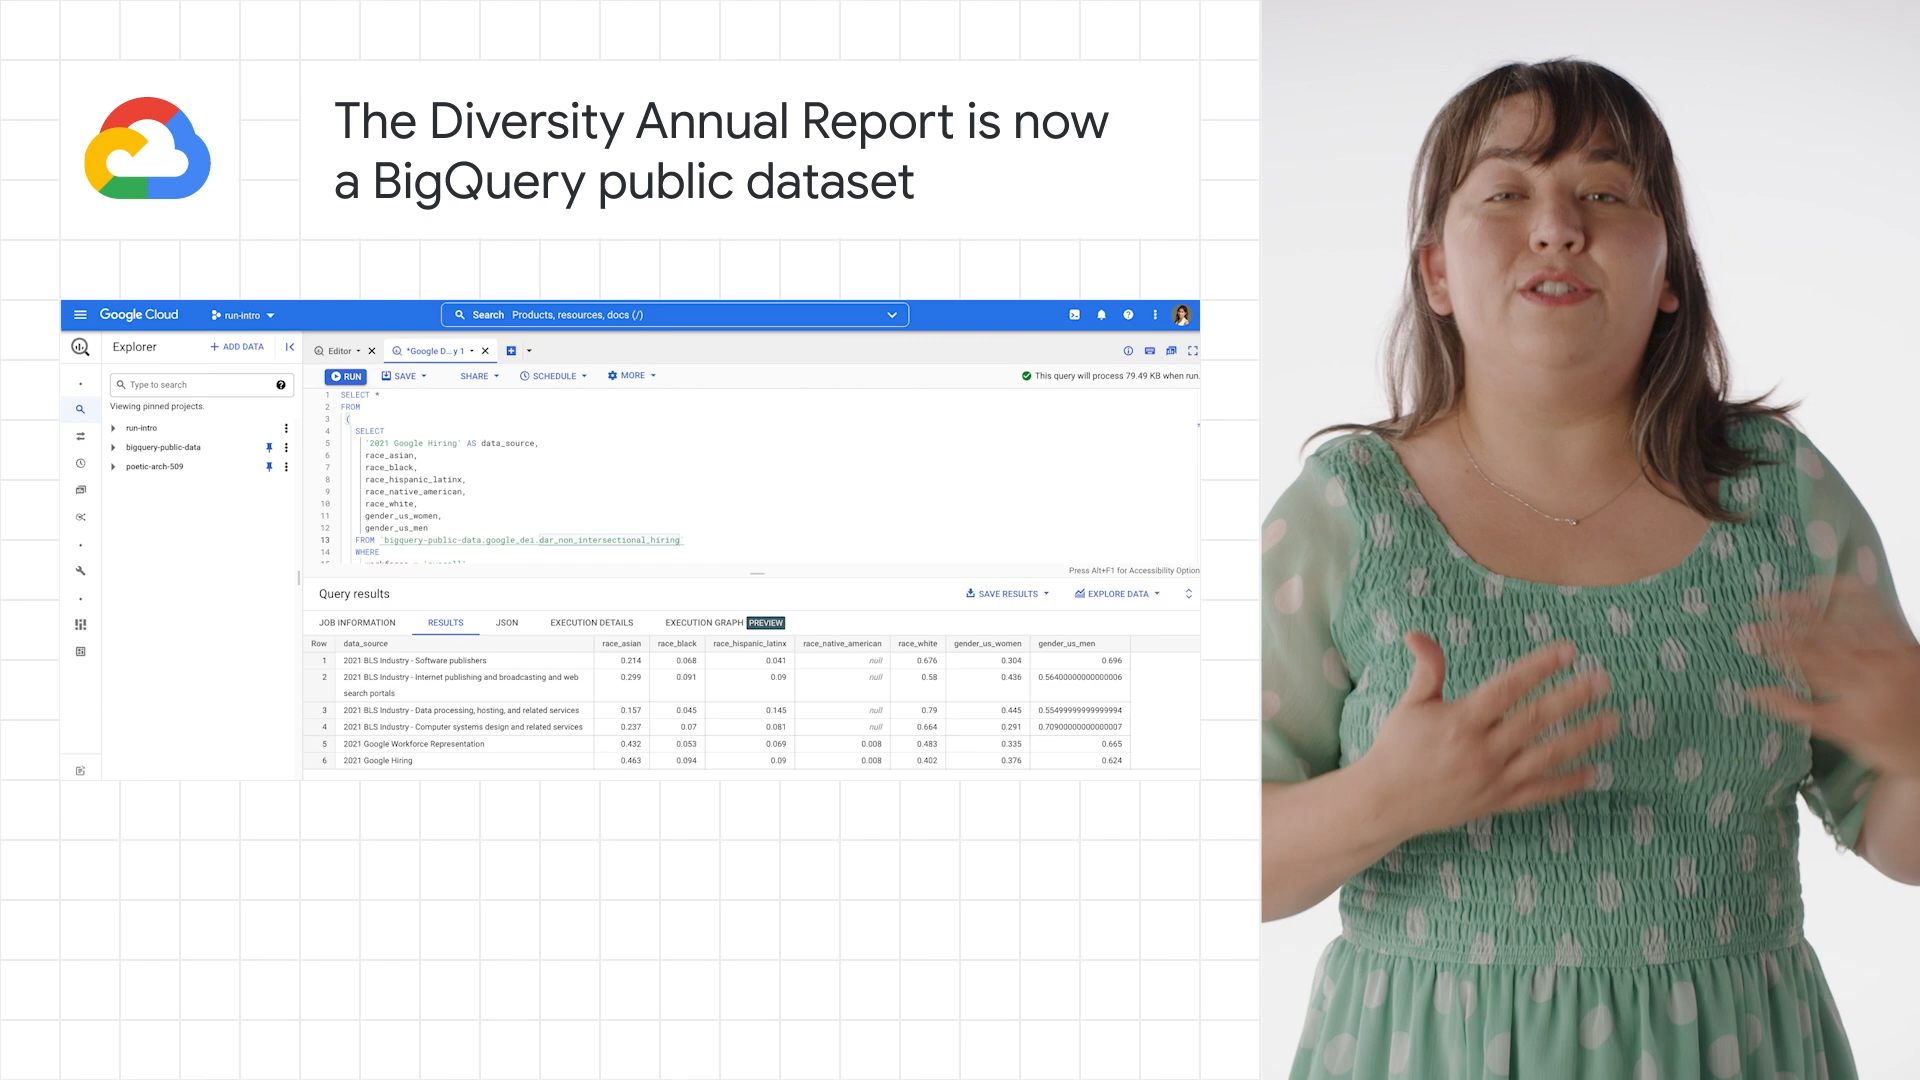 The Diversity Annual Report is now
a BigQuery public dataset
Google Cloud
run-intro
Search Products, resources, docs (/)
Explorer
+ ADD DATA
Editor
*Google D...y 1
RUN
SAVE
SHARE
SCHEDULE
MORE
This query will process 79.49 KB when run.
Type to search
Viewing pinned projects.
run-intro
bigquery-public-data
poetic-arch-509
1 SELECT *
2 FROM
3 (
4 SELECT
5 '2021 Google Hiring' AS data_source,
6 race_asian,
7 race_black,
8 race_hispanic_latinx,
9 race_native_american,
10 race_white,
11 gender_us_women,
12 gender_us_men
13 FROM `bigquery-public-data.google_dei.dar_non_intersectional_hiring`
14 WHERE
Press Alt+F1 for Accessibility Option
Query results
SAVE RESULTS
EXPLORE DATA
JOB INFORMATION RESULTS JSON EXECUTION DETAILS EXECUTION GRAPH PREVIEW
Row data_source race_asian race_black race_hispanic_latinx race_native_american race_white gender_us_women gender_us_men
1 2021 BLS Industry - Software publishers 0.214 0.068 0.041 null 0.676 0.304 0.696
2 2021 BLS Industry - Internet publishing and broadcasting and web 0.299 0.091 0.09 null 0.58 0.436 0.56400000000000006
search portals
3 2021 BLS Industry - Data processing, hosting, and related services 0.157 0.045 0.145 null 0.79 0.445 0.55499999999999994
4 2021 BLS Industry - Computer systems design and related services 0.237 0.07 0.081 null 0.664 0.291 0.70900000000000007
5 2021 Google Workforce Representation 0.432 0.053 0.069 0.008 0.483 0.335 0.665
6 2021 Google Hiring 0.463 0.094 0.09 0.008 0.402 0.376 0.624